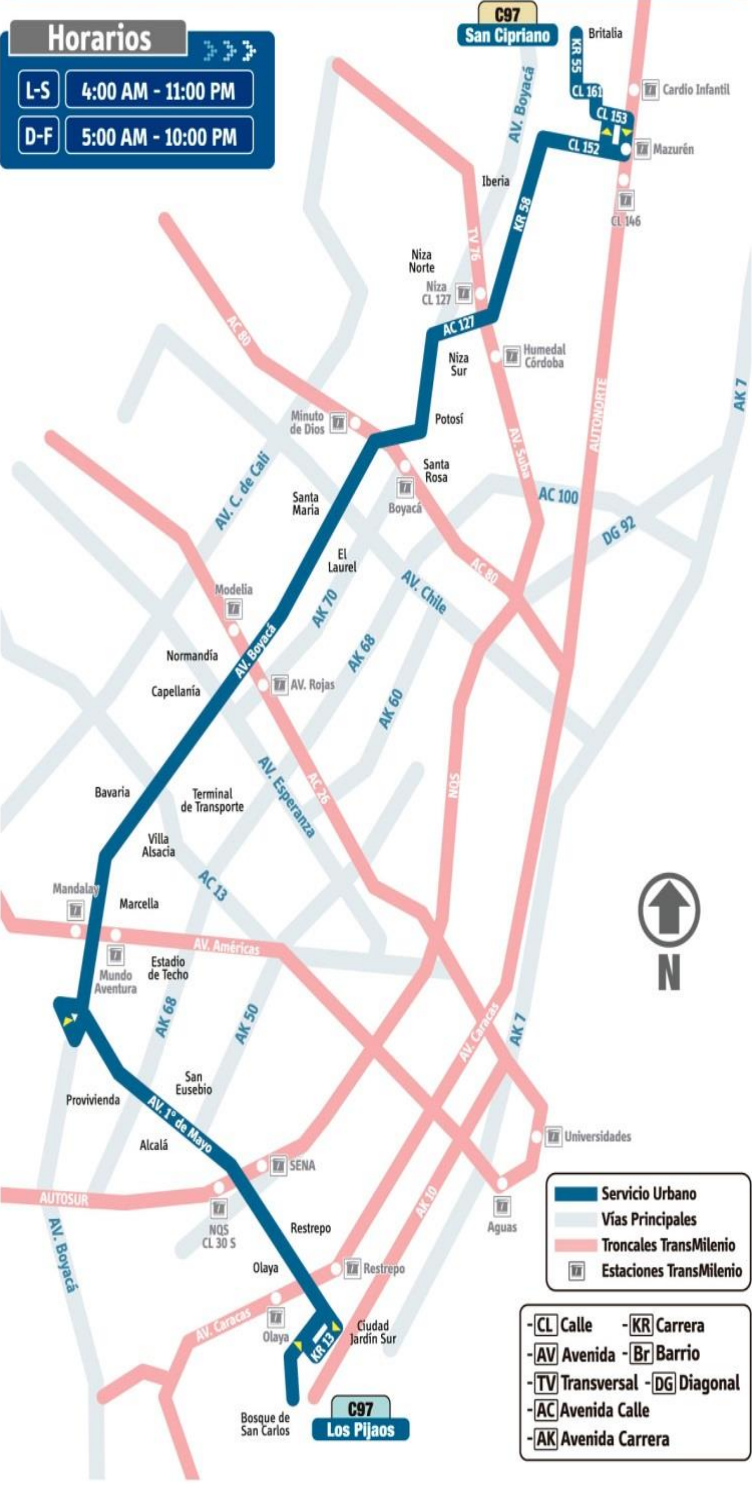 C97
San Cipriano
Horarios
L-S 4:00 AM - 11:00 PM
D-F 5:00 AM - 10:00 PM
Britalia
KR 55
CL 161
CL 153
Cardio Infantil
CL 152
Mazurén
CL 146
AV. Boyacá
Iberia
KR 58
TV 76
Niza
Norte
Niza
CL 127
AC 127
Niza
Sur
Humedal
Córdoba
AC 80
AUTONORTE
AK 7
Minuto
de Dios
Potosí
AV. Suba
Santa
Rosa
Boyacá
AV. C. de Cali
Santa
Maria
AC 100
DG 92
El
Laurel
AC 80
AV. Chile
Modelia
AK 70
AK 68
AV. Boyacá
Normandía
Capellanía
AV. Rojas
AK 60
AV. Esperanza
AC 26
NQS
Bavaria
Terminal
de Transporte
Villa
Alsacia
Mandalay
AC 13
Marcella
AV. Américas
Mundo
Aventura
Estadio
de Techo
N
AK 68
AK 50
AV. Caracas
AK 7
San
Eusebio
Provivienda
AV. 1° de Mayo
Alcalá
Universidades
SENA
AUTOSUR
NQS
CL 30 S
AK 10
Aguas
AV. Boyacá
Restrepo
Olaya
Restrepo
AV. Caracas
Olaya
KR 13
Ciudad
Jardín Sur
Bosque de
San Carlos
C97
Los Pijaos
Servicio Urbano
Vías Principales
Troncales TransMilenio
Estaciones TransMilenio
-CL Calle -KR Carrera
-AV Avenida -Br Barrio
-TV Transversal -DG Diagonal
-AC Avenida Calle
-AK Avenida Carrera